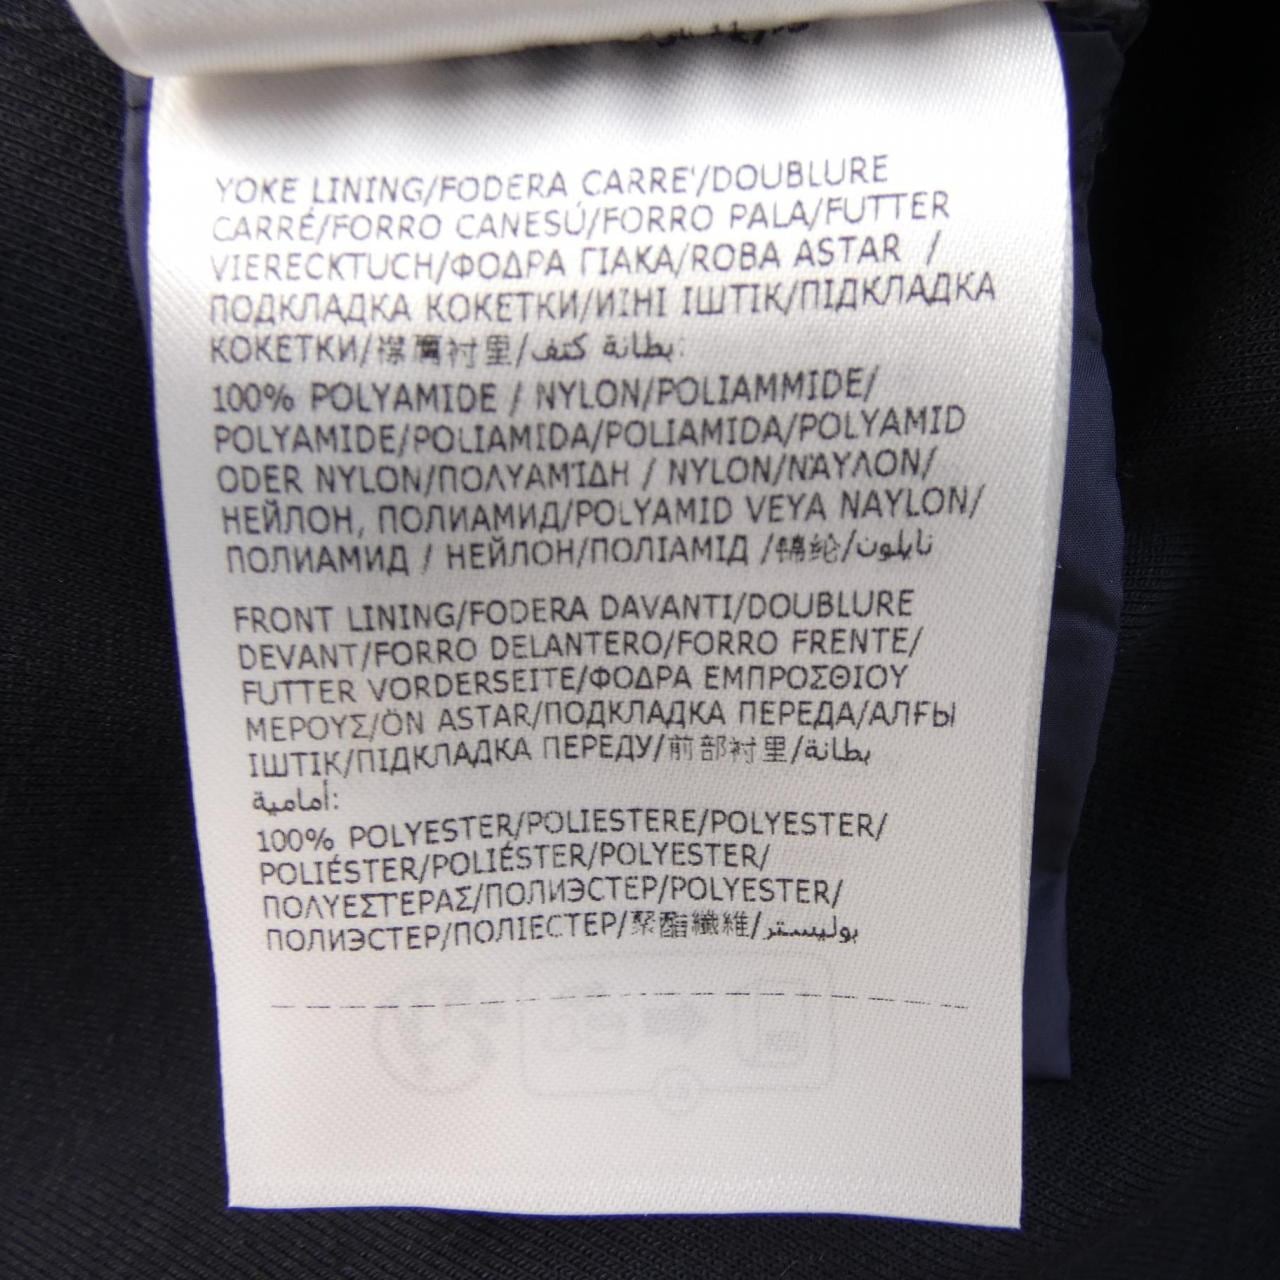 YOKE LINING/FODERA CARRE'/DOUBLURE
CARRÉ/FORRO CANESÚ/FORRO PALA/FUTTER
VIERECKTUCH/ΦΟΔΡΑ ΓΙΑΚΑ/ROBA ASTAR /
ПОДКЛАДКА КОКЕТКИ/ИІНІ ІШТІК/ПІДКЛАДКА
КОКЕТКИ/襟肩衬里/بطانة كتف:
100% POLYAMIDE / NYLON/POLIAMMIDE/
POLYAMIDE/POLIAMIDA/POLIAMIDA/POLYAMID
ODER NYLON/ΠΟΛΥΑΜΊΔΗ / NYLON/ΝΆΥΛΟΝ/
НЕЙЛОН, ПОЛИАМИД/POLYAMID VEYA NAYLON/
ПОЛИАМИД / НЕЙЛОН/ПОЛІАМІД /锦纶/نايلون
FRONT LINING/FODERA DAVANTI/DOUBLURE
DEVANT/FORRO DELANTERO/FORRO FRENTE/
FUTTER VORDERSEITE/ΦΟΔΡΑ ΕΜΠΡΟΣΘΙΟΥ
ΜΕΡΟΥΣ/ÖN ASTAR/ПОДКЛАДКА ПЕРЕДА/АЛҒЫ
ІШТІК/ПІДКЛАДКА ПЕРЕДУ/前部衬里/بطانة
أمامية:
100% POLYESTER/POLIESTERE/POLYESTER/
POLIÉSTER/POLIÉSTER/POLYESTER/
ΠΟΛΥΕΣΤΕΡΑΣ/ПОЛИЭСТЕР/POLYESTER/
ПОЛИЭСТЕР/ПОЛІЕСТЕР/聚酯纖維/بوليستر